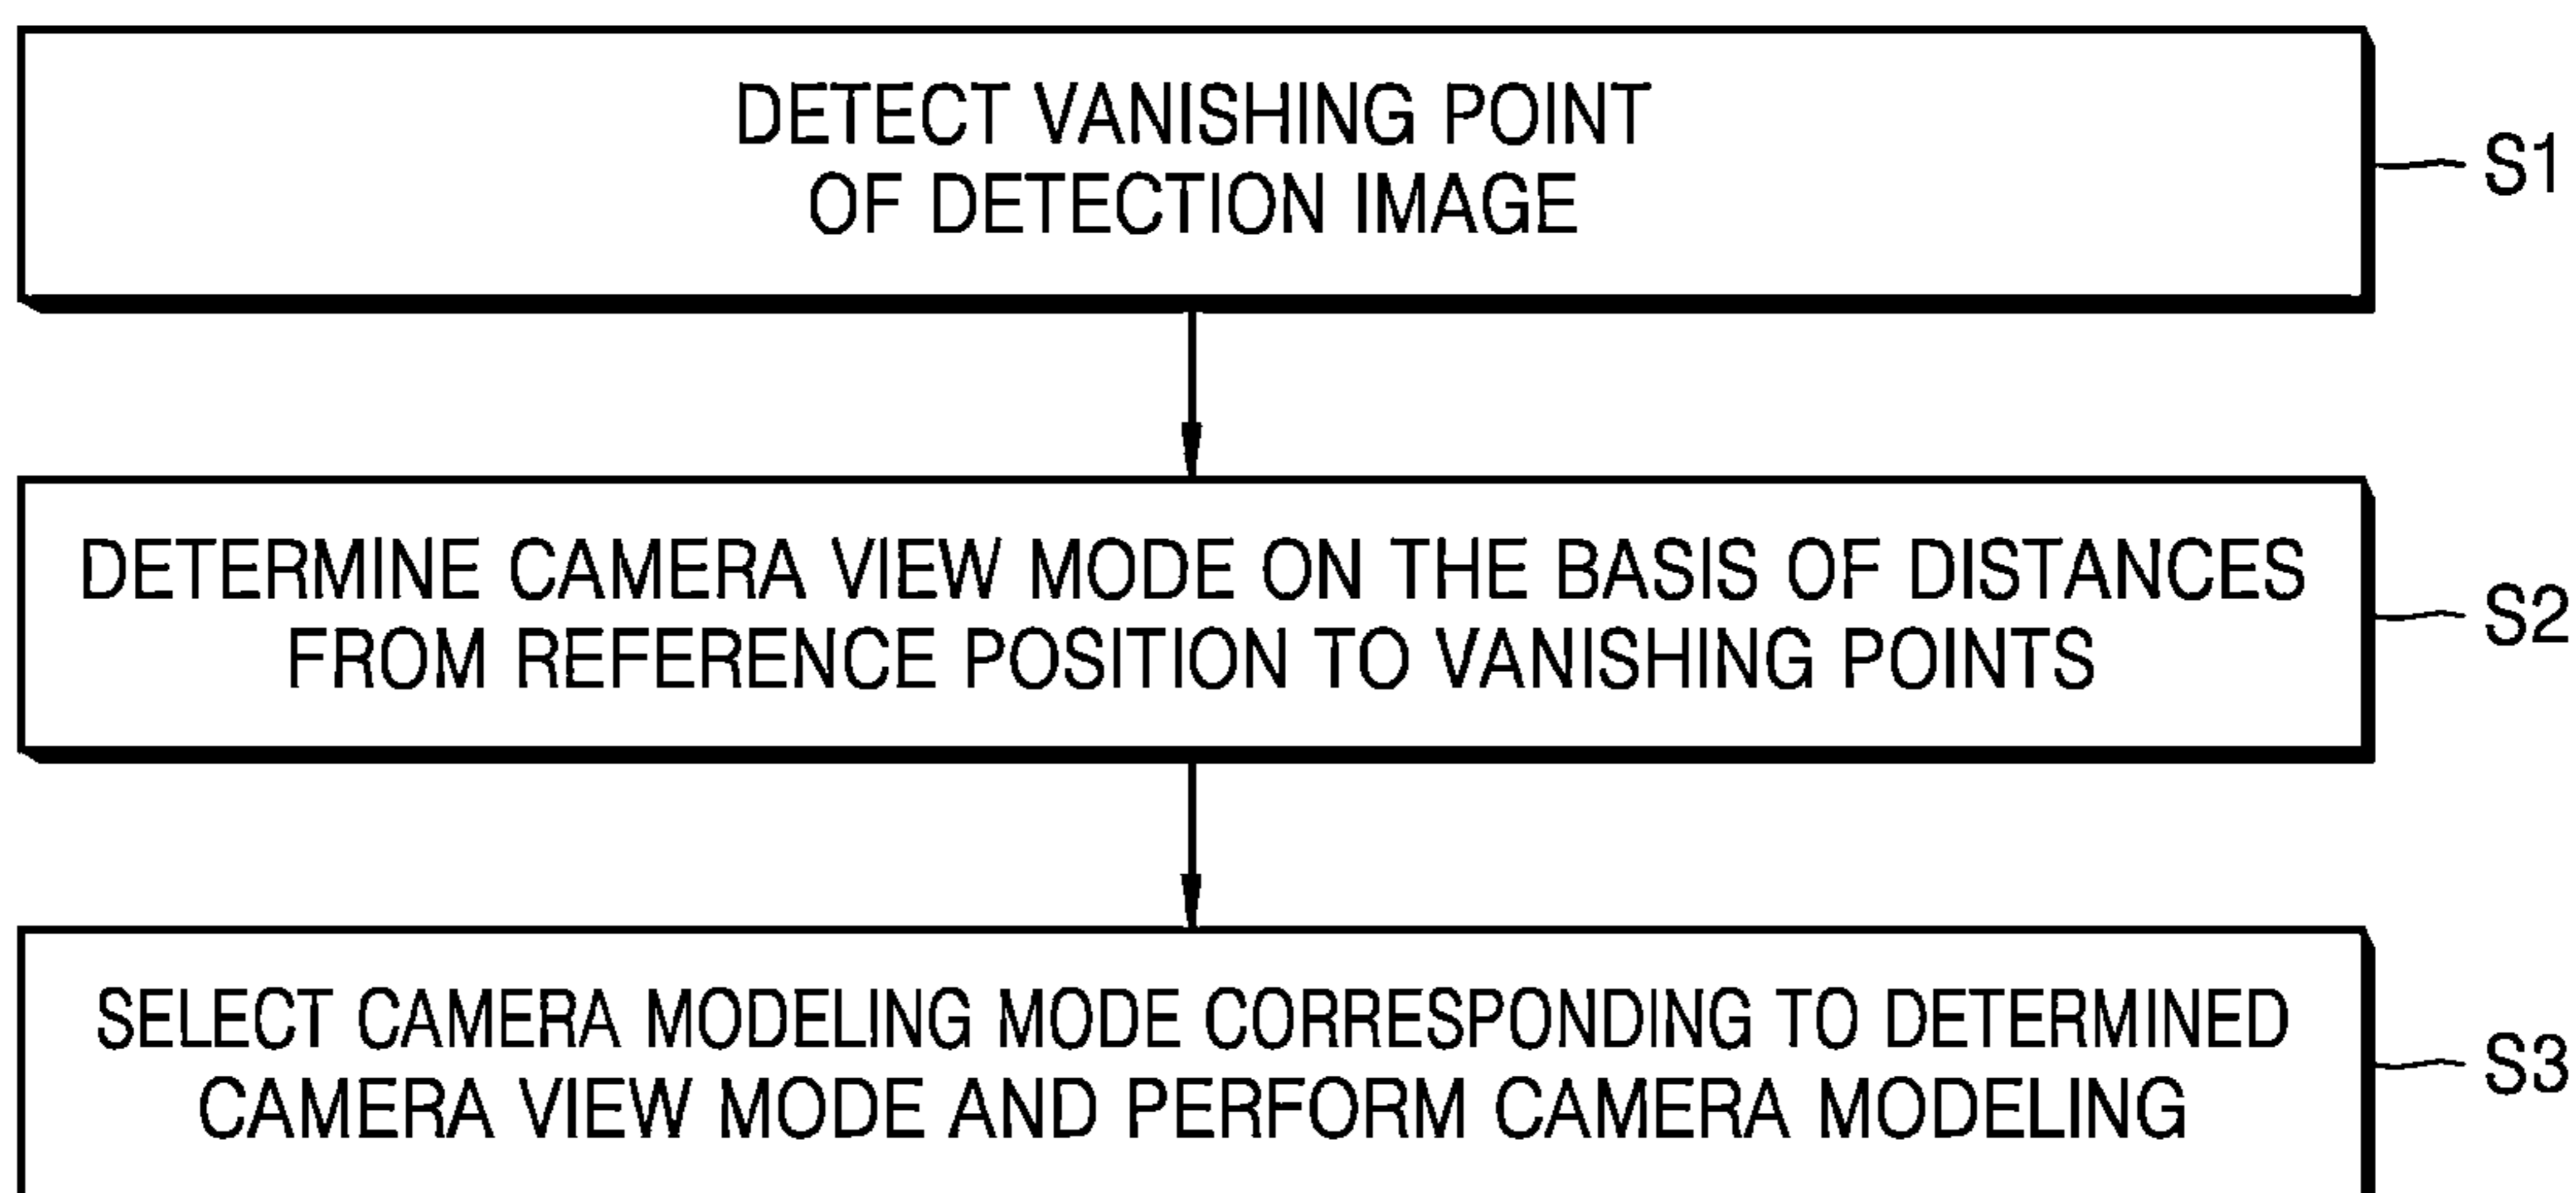 DETECT VANISHING POINT
OF DETECTION IMAGE
S1
DETERMINE CAMERA VIEW MODE ON THE BASIS OF DISTANCES
FROM REFERENCE POSITION TO VANISHING POINTS
S2
SELECT CAMERA MODELING MODE CORRESPONDING TO DETERMINED
CAMERA VIEW MODE AND PERFORM CAMERA MODELING
S3